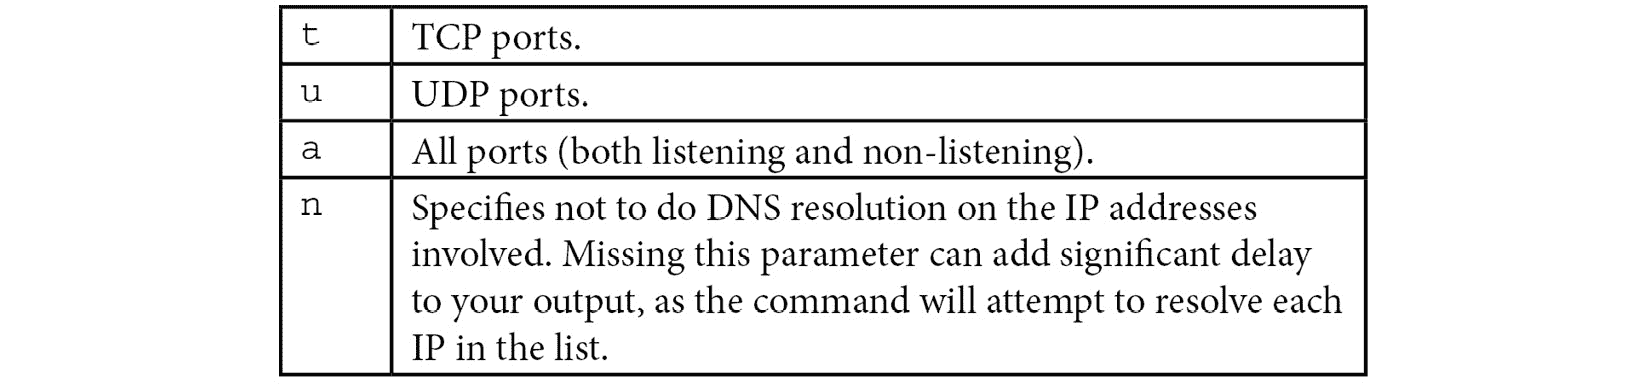 t TCP ports.
u UDP ports.
a All ports (both listening and non-listening).
n Specifies not to do DNS resolution on the IP addresses
involved. Missing this parameter can add significant delay
to your output, as the command will attempt to resolve each
IP in the list.